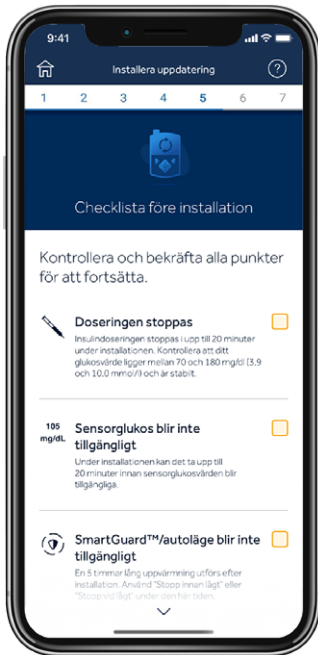 9:41
Installera uppdatering
?
1 2 3 4 5 6 7
Checklista före installation
Kontrollera och bekräfta alla punkter
för att fortsätta.
Doseringen stoppas
Insulindoseringen stoppas i upp till 20 minuter
under installationen. Kontrollera att ditt
glukosvärde ligger mellan 70 och 180 mg/dl (3.9
och 10.0 mmol/l) och är stabilt.
105
mg/dL
Sensorglukos blir inte
tillgängligt
Under installationen kan det ta upp till
20 minuter innan sensorglukosvärden blir
tillgängliga.
SmartGuard™/autoläge blir inte
tillgängligt
En 5 timmar lång uppvärmning utförs efter
installation. Använd "Stopp innan lågt" eller
"Stopp vid lågt" under den här tiden.